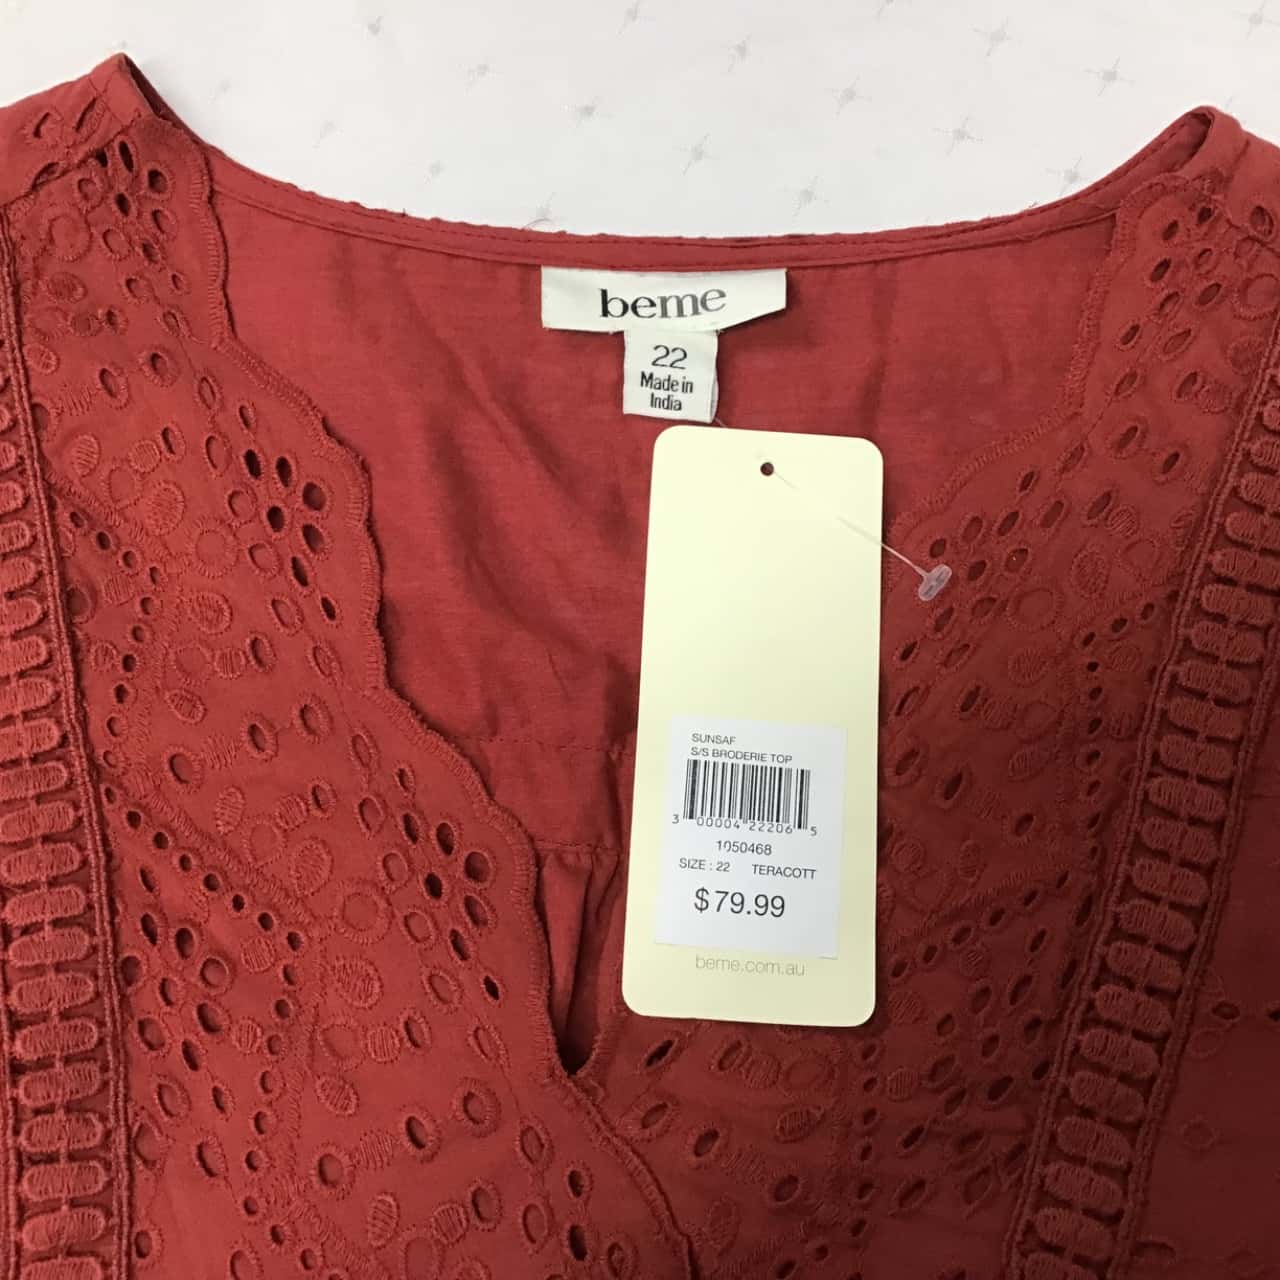 beme
22
Made in
India
SUNSAF
S/S BRODERIE TOP
3 00004 22206 5
1050468
SIZE : 22 TERACOTT
$79.99
beme.com.au